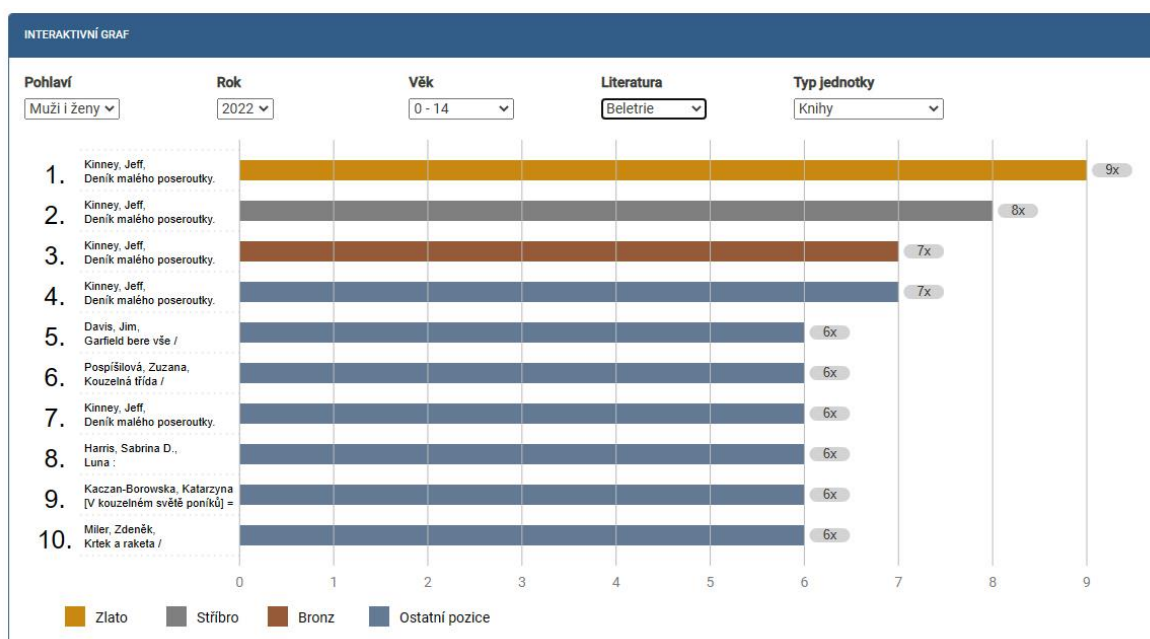 INTERAKTIVNÍ GRAF
Pohlaví Rok Věk Literatura Typ jednotky
Muži i ženy 2022 0 - 14 Beletrie Knihy
1. Kinney, Jeff,
Deník malého poseroutky.
9x
2. Kinney, Jeff,
Deník malého poseroutky.
8x
3. Kinney, Jeff,
Deník malého poseroutky.
7x
4. Kinney, Jeff,
Deník malého poseroutky.
7x
5. Davis, Jim,
Garfield bere vše /
6x
6. Pospíšilová, Zuzana,
Kouzelná třída /
6x
7. Kinney, Jeff,
Deník malého poseroutky.
6x
8. Harris, Sabrina D.,
Luna :
6x
9. Kaczan-Borowska, Katarzyna
[V kouzelném světě poníků] =
6x
10. Miler, Zdeněk,
Krtek a raketa /
6x
0 1 2 3 4 5 6 7 8 9
Zlato Stříbro Bronz Ostatní pozice